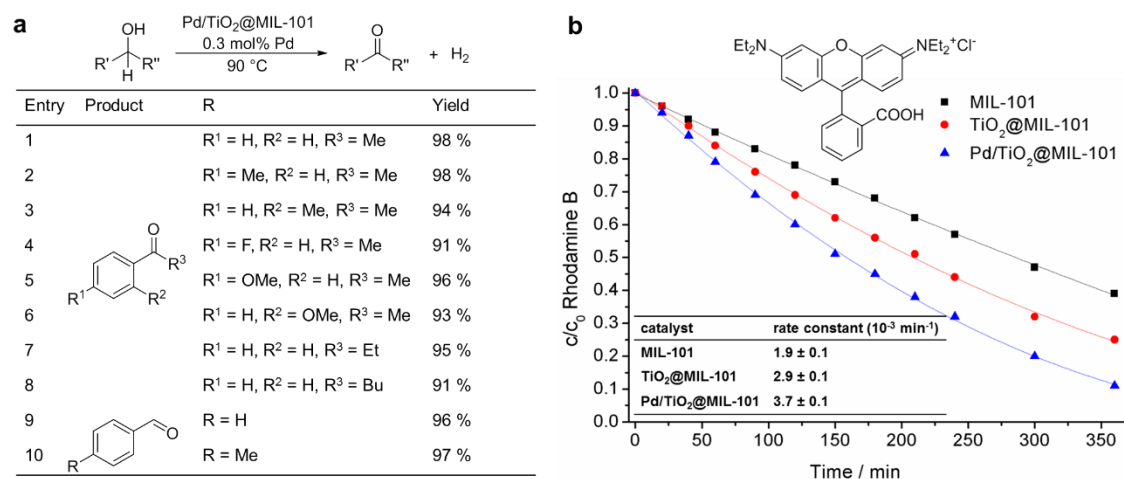 a
OH
R' H R"
Pd/TiO₂@MIL-101
0.3 mol% Pd
90 °C
O
R' R"
+ H₂
Entry Product R Yield
1 R¹ = H, R² = H, R³ = Me 98 %
2 R¹ = Me, R² = H, R³ = Me 98 %
3 R¹ = H, R² = Me, R³ = Me 94 %
4 R¹ = F, R² = H, R³ = Me 91 %
5 R¹ = OMe, R² = H, R³ = Me 96 %
6 R¹ = H, R² = OMe, R³ = Me 93 %
7 R¹ = H, R² = H, R³ = Et 95 %
8 R¹ = H, R² = H, R³ = Bu 91 %
O
R³
R¹ R²
9 R = H 96 %
10 R = Me 97 %
O
R
b
Et₂N O NEt₂⁺Cl⁻
COOH
MIL-101
TiO₂@MIL-101
Pd/TiO₂@MIL-101
c/c₀ Rhodamine B
1.0
0.9
0.8
0.7
0.6
0.5
0.4
0.3
0.2
0.1
0.0
catalyst rate constant (10⁻³ min⁻¹)
MIL-101 1.9 ± 0.1
TiO₂@MIL-101 2.9 ± 0.1
Pd/TiO₂@MIL-101 3.7 ± 0.1
0 50 100 150 200 250 300 350
Time / min